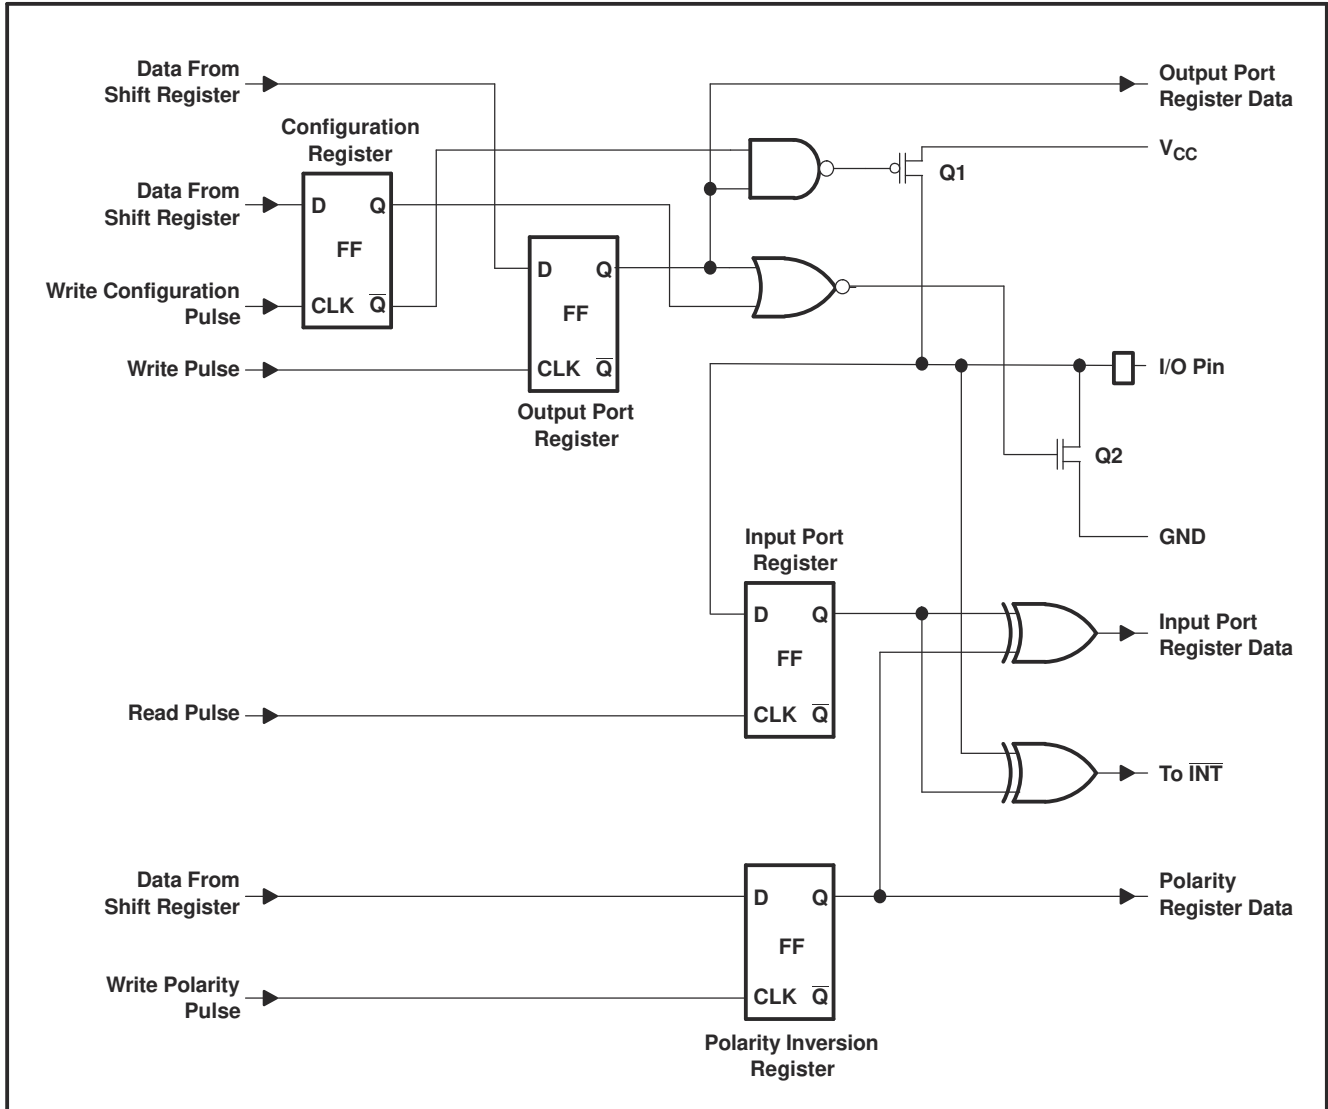 Data From
Shift Register
Output Port
Register Data
Configuration
Register
V_CC
Q1
Data From
Shift Register
D
Q
FF
D
Q
Write Configuration
Pulse
CLK
Q̅
FF
Write Pulse
CLK
Q̅
I/O Pin
Output Port
Register
Q2
Input Port
Register
GND
D
Q
Input Port
Register Data
FF
Read Pulse
CLK
Q̅
To I̅N̅T̅
Data From
Shift Register
D
Q
Polarity
Register Data
FF
Write Polarity
Pulse
CLK
Q̅
Polarity Inversion
Register